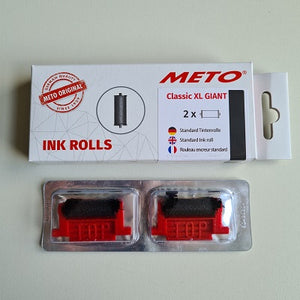 METO ORIGINAL
INK ROLLS
METO®
Classic XL GIANT
2 x
Standard Tintenrolle
Standard Ink roll
Rouleau encreur standard
TOP
TOP